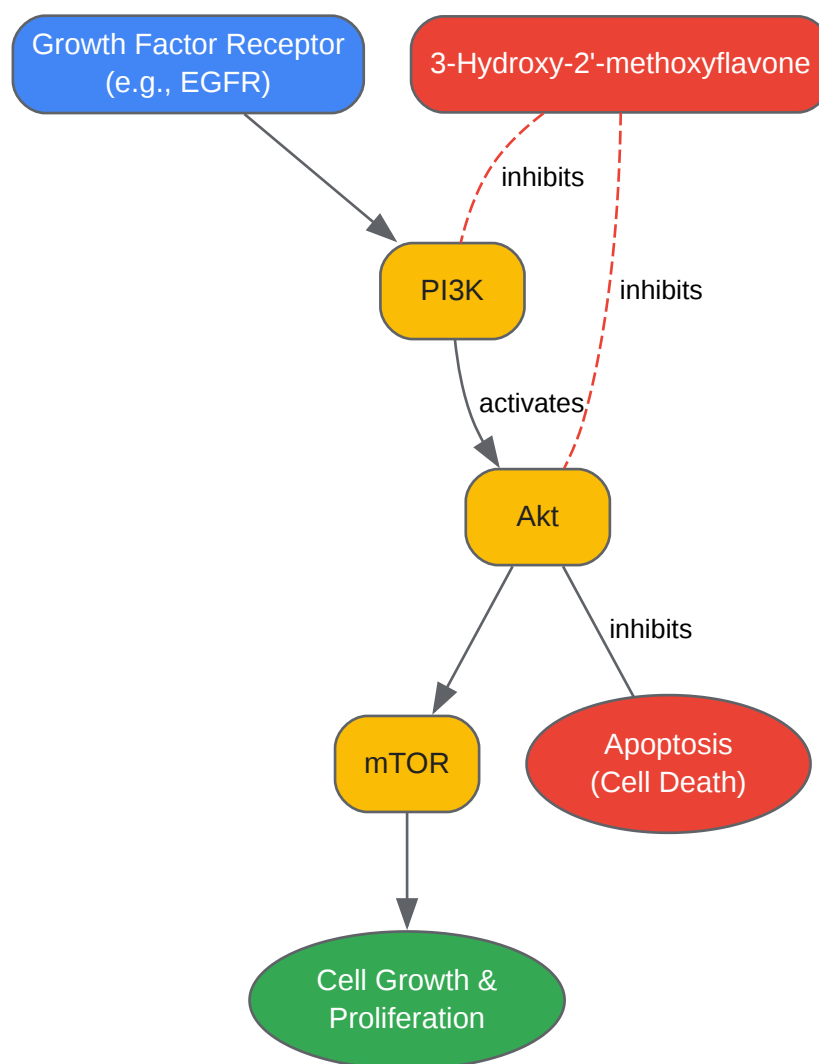 Growth Factor Receptor
(e.g., EGFR)
3-Hydroxy-2'-methoxyflavone
inhibits
PI3K
inhibits
activates
Akt
inhibits
mTOR
Apoptosis
(Cell Death)
Cell Growth &
Proliferation